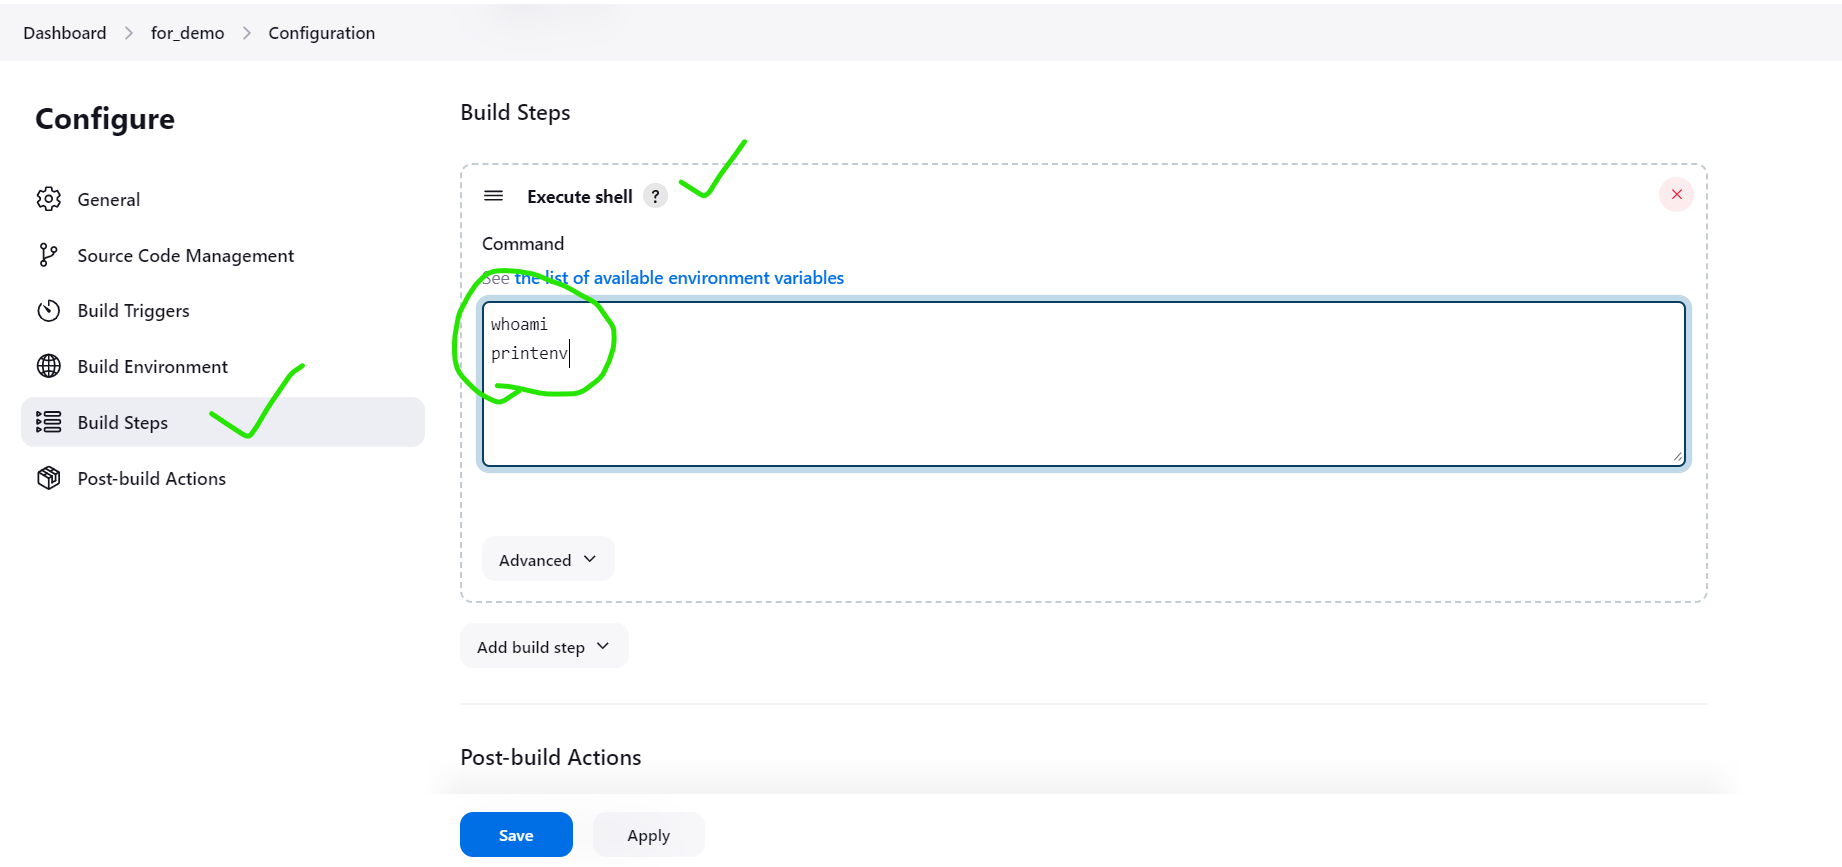 Dashboard > for_demo > Configuration
Configure
General
Source Code Management
Build Triggers
Build Environment
Build Steps
Post-build Actions
Build Steps
Execute shell ?
Command
See the list of available environment variables
whoami
printenv
Advanced
Add build step
Post-build Actions
Save
Apply